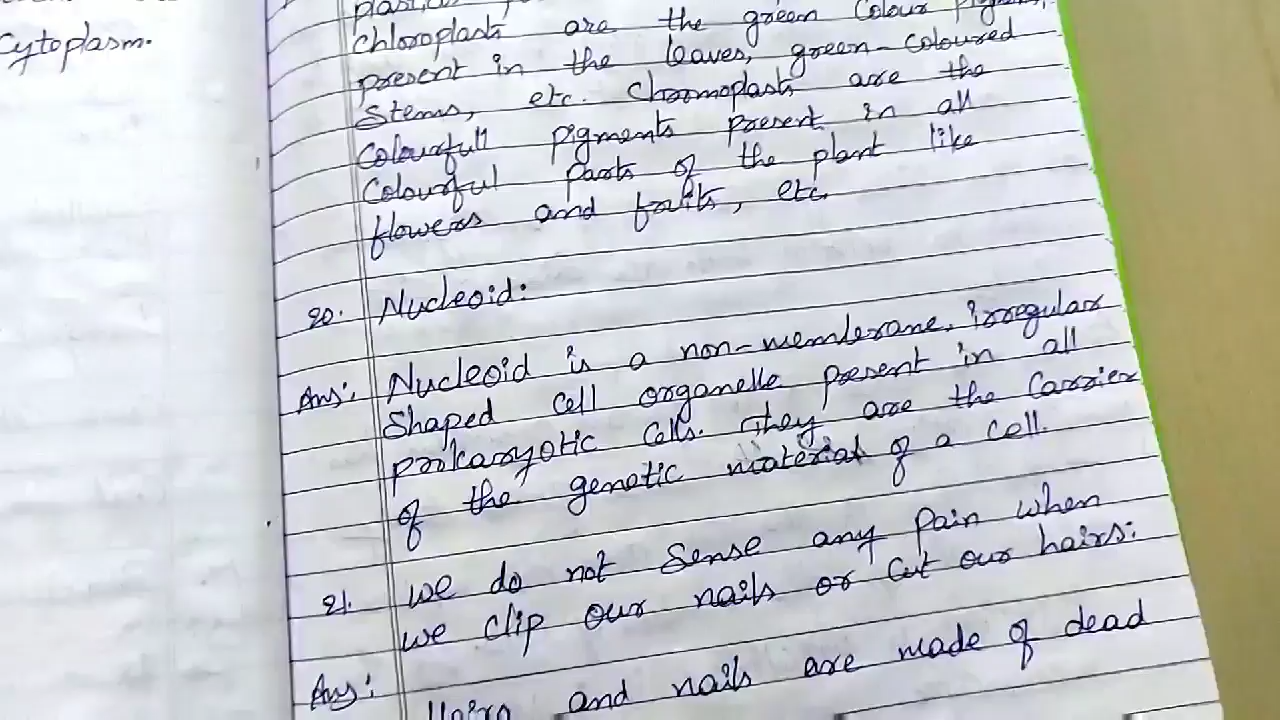 Cytoplasm.
chloroplasts are the green colour
present in the leaves, green-coloured
stems, etc. Chromoplasts are the
colourfull pigments present in all
colourful parts of the plant like
flowers and fruits, etc.
20. Nucleoid:
Ans: Nucleoid is a non-membrane, irregular
shaped cell organelle present in all
prokaryotic cells. They are the carrier
of the genetic material of a cell.
21. we do not sense any pain when
we clip our nails or cut our hairs:
Ans: Hairs and nails are made of dead